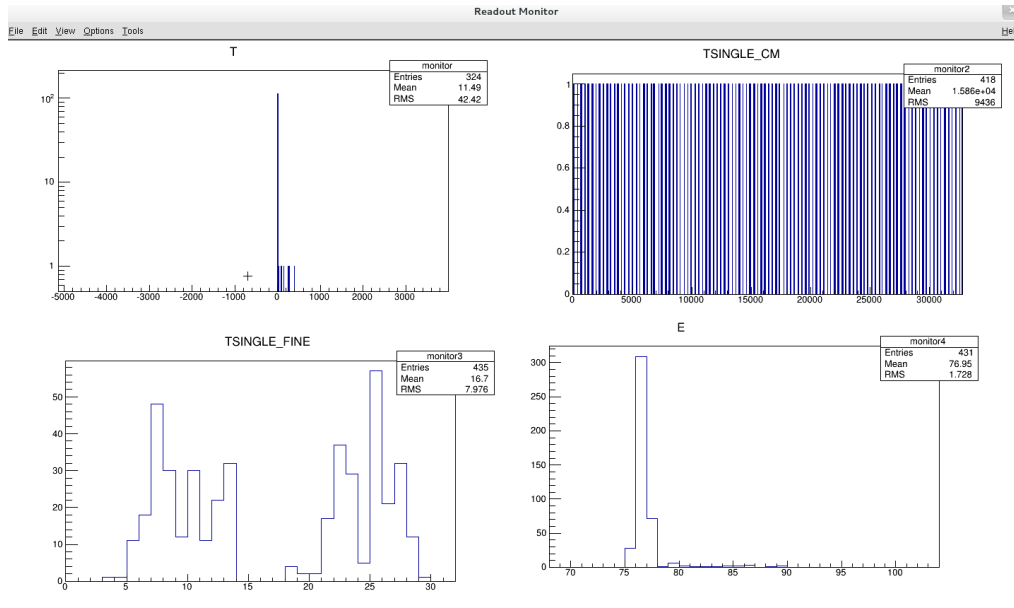 Readout Monitor
File Edit View Options Tools
T
monitor
Entries 324
Mean 11.49
RMS 42.42
10²
10
1
-5000 -4000 -3000 -2000 -1000 0 1000 2000 3000
TSINGLE_CM
monitor2
Entries 418
Mean 1.586e+04
RMS 9436
1
0.8
0.6
0.4
0.2
0
0 5000 10000 15000 20000 25000 30000
TSINGLE_FINE
monitor3
Entries 435
Mean 16.7
RMS 7.976
50
40
30
20
10
0
0 5 10 15 20 25 30
E
monitor4
Entries 431
Mean 76.95
RMS 1.728
300
250
200
150
100
50
0
70 75 80 85 90 95 100